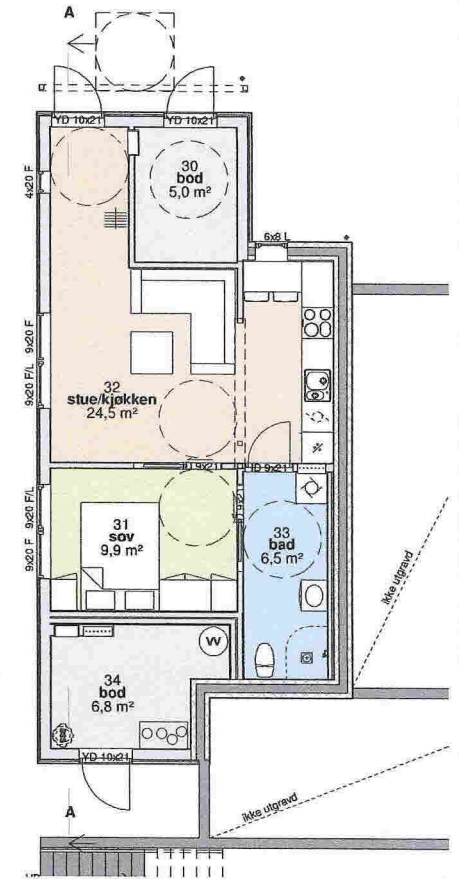 A
YD 10x21
YD 10x21
30
bod
5,0 m²
4x20 F
6x8 L
9x20 F
9x20 F/L
32
stue/kjøkken
24,5 m²
9x21
ID 9x21
9x20 F/L
9x20 F
31
sov
9,9 m²
33
bad
6,5 m²
ikke utgravd
VV
34
bod
6,8 m²
YD 10x21
ikke utgravd
A